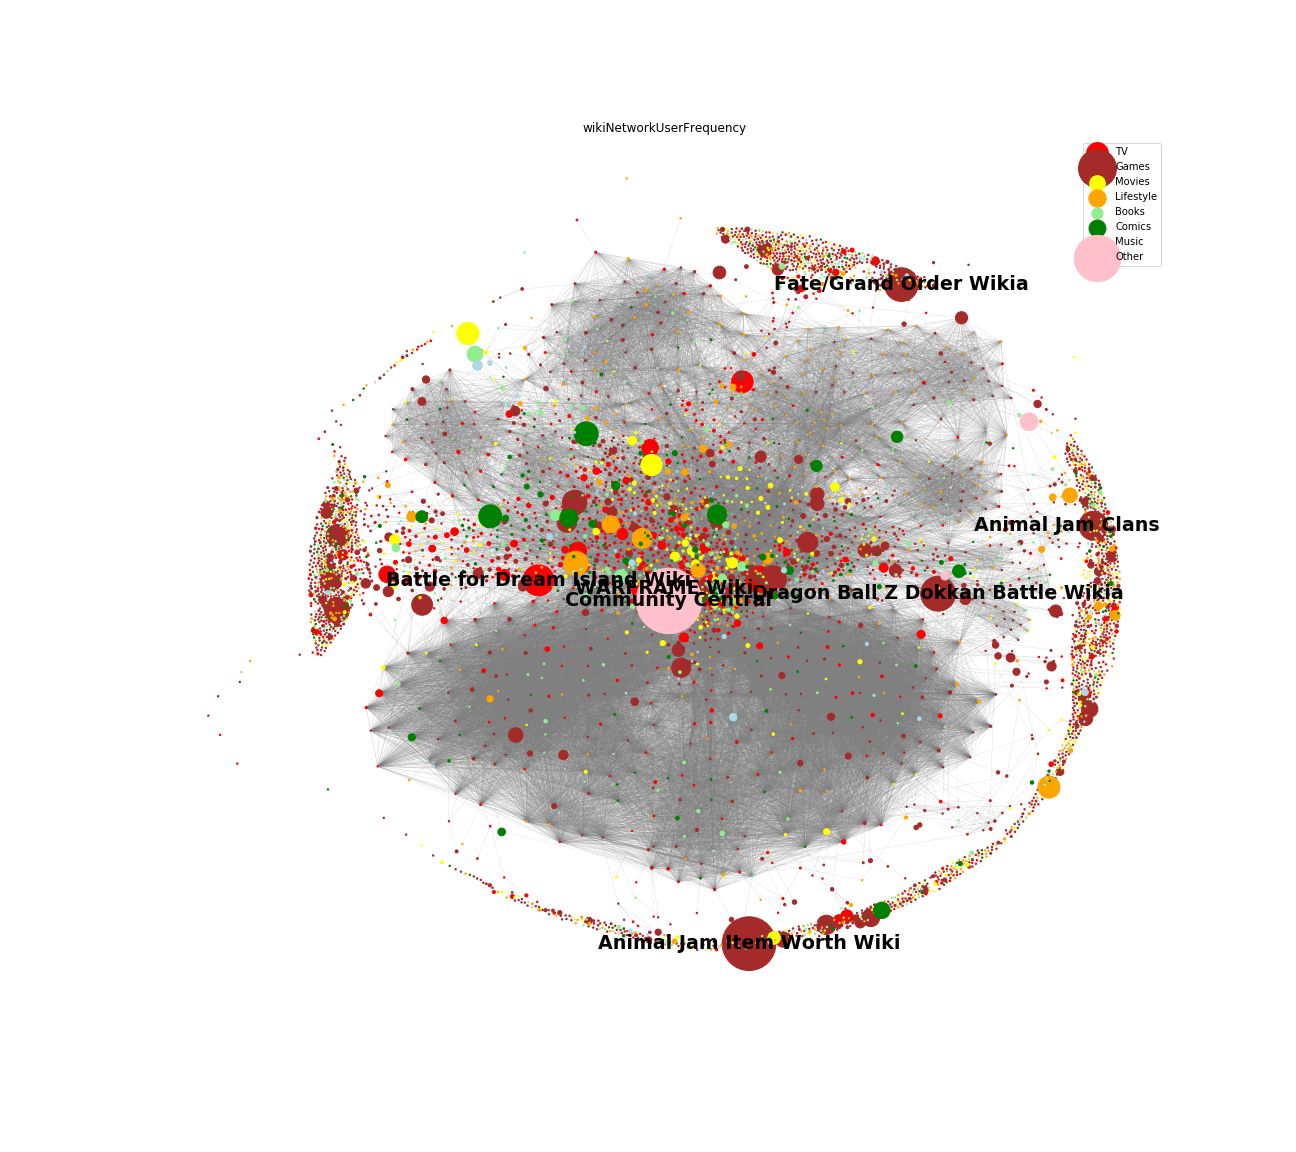 wikiNetworkUserFrequency
TV
Games
Movies
Lifestyle
Books
Comics
Music
Other
Fate/Grand Order Wikia
Animal Jam Clans
Battle for Dream Island Wiki
WARFRAME Wiki
Dragon Ball Z Dokkan Battle Wikia
Community Central
Animal Jam Item Worth Wiki